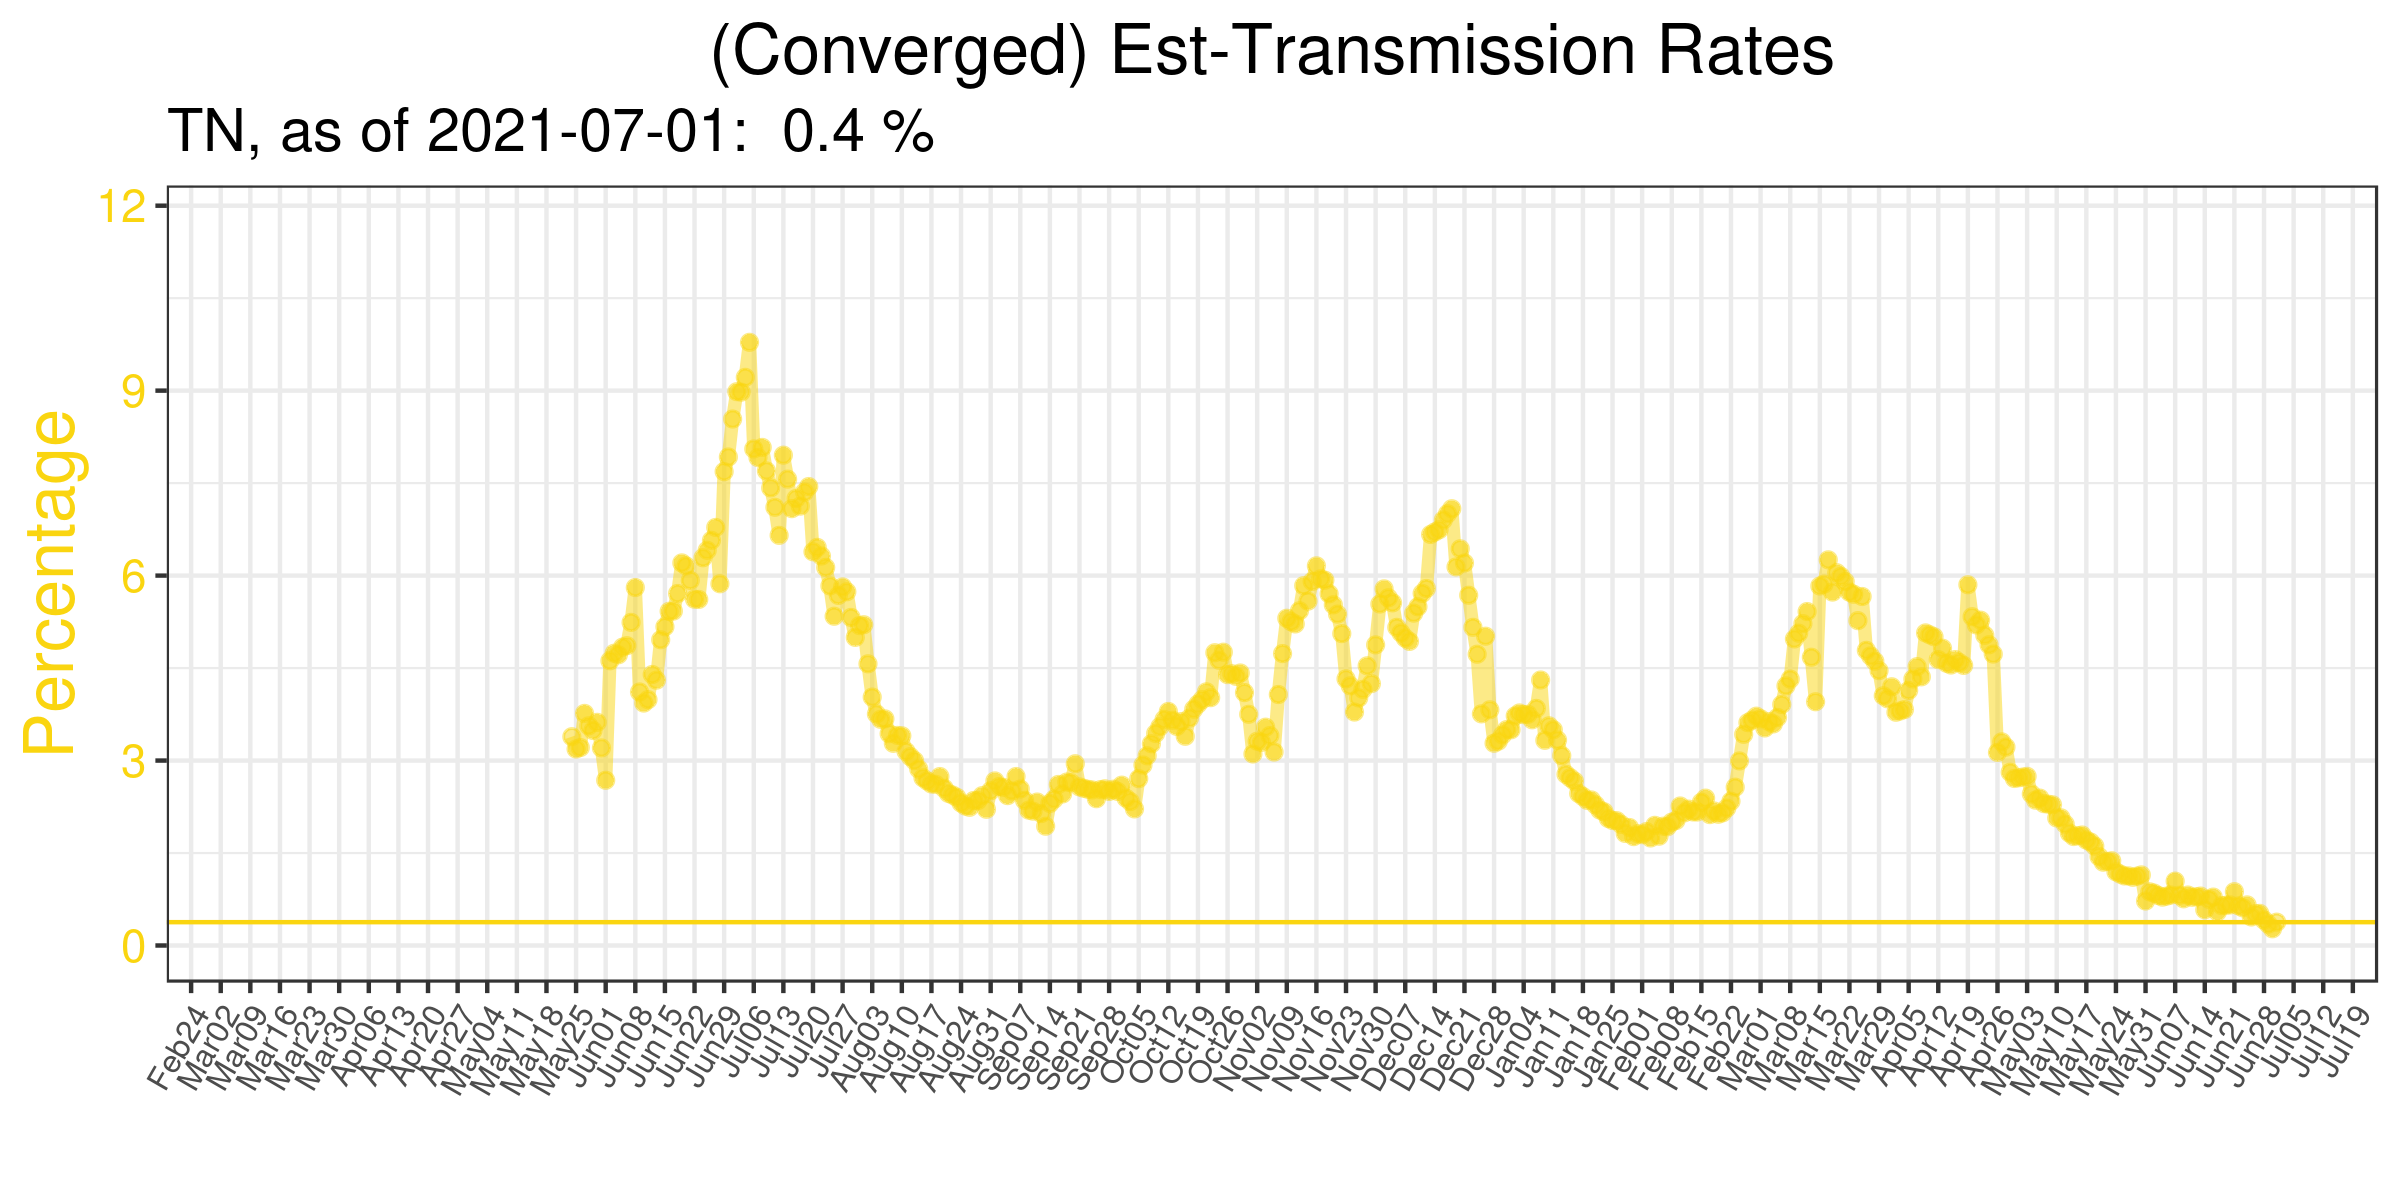 (Converged) Est-Transmission Rates
TN, as of 2021-07-01:  0.4 %
Percentage
12
9
6
3
0
Feb24
Mar02
Mar09
Mar16
Mar23
Mar30
Apr06
Apr13
Apr20
Apr27
May04
May11
May18
May25
Jun01
Jun08
Jun15
Jun22
Jun29
Jul06
Jul13
Jul20
Jul27
Aug03
Aug10
Aug17
Aug24
Aug31
Sep07
Sep14
Sep21
Sep28
Oct05
Oct12
Oct19
Oct26
Nov02
Nov09
Nov16
Nov23
Nov30
Dec07
Dec14
Dec21
Dec28
Jan04
Jan11
Jan18
Jan25
Feb01
Feb08
Feb15
Feb22
Mar01
Mar08
Mar15
Mar22
Mar29
Apr05
Apr12
Apr19
Apr26
May03
May10
May17
May24
May31
Jun07
Jun14
Jun21
Jun28
Jul05
Jul12
Jul19